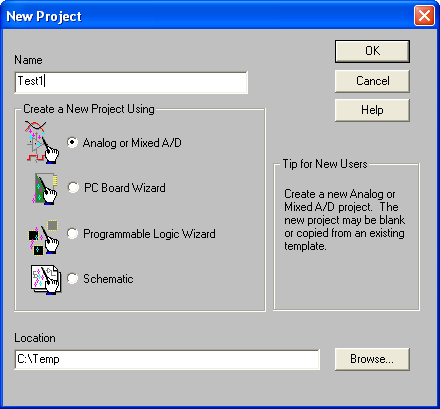 New Project
Name
OK
Test1
Cancel
Help
Create a New Project Using
Analog or Mixed A/D
PC Board Wizard
Programmable Logic Wizard
Schematic
Tip for New Users
Create a new Analog or
Mixed A/D project. The
new project may be blank
or copied from an existing
template.
Location
C:\Temp
Browse...